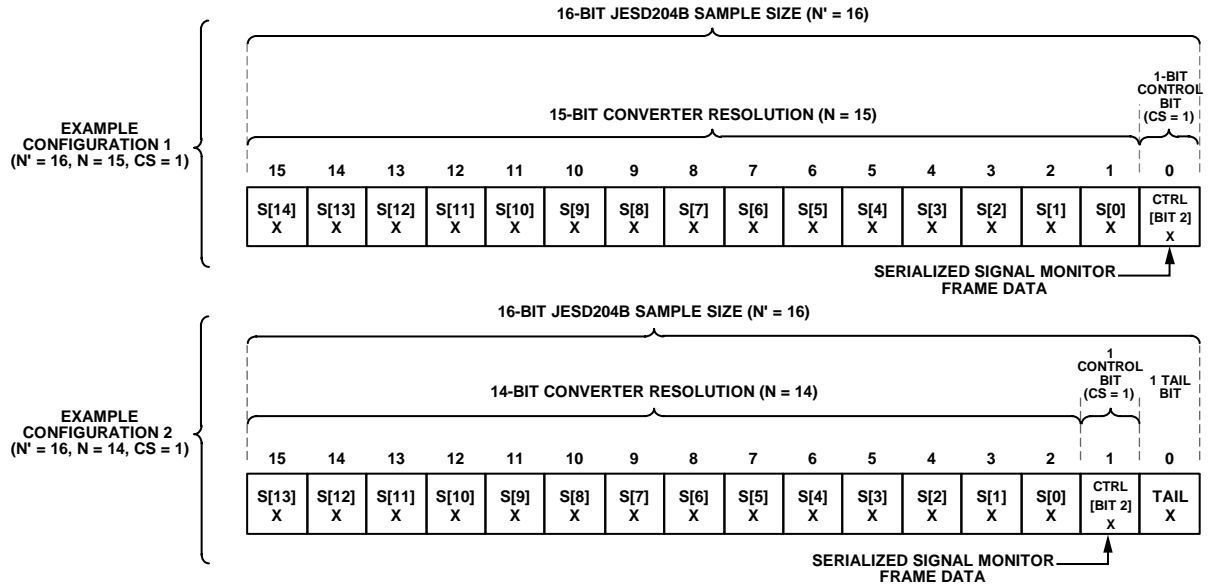 16-BIT JESD204B SAMPLE SIZE (N' = 16)
1-BIT
CONTROL
BIT
(CS = 1)
15-BIT CONVERTER RESOLUTION (N = 15)
EXAMPLE
CONFIGURATION 1
(N' = 16, N = 15, CS = 1)
15 14 13 12 11 10 9 8 7 6 5 4 3 2 1 0
S[14] S[13] S[12] S[11] S[10] S[9] S[8] S[7] S[6] S[5] S[4] S[3] S[2] S[1] S[0] CTRL
[BIT 2]
X X X X X X X X X X X X X X X X
SERIALIZED SIGNAL MONITOR
FRAME DATA
16-BIT JESD204B SAMPLE SIZE (N' = 16)
1
CONTROL
BIT
(CS = 1)
1 TAIL
BIT
14-BIT CONVERTER RESOLUTION (N = 14)
EXAMPLE
CONFIGURATION 2
(N' = 16, N = 14, CS = 1)
15 14 13 12 11 10 9 8 7 6 5 4 3 2 1 0
S[13] S[12] S[11] S[10] S[9] S[8] S[7] S[6] S[5] S[4] S[3] S[2] S[1] S[0] CTRL TAIL
[BIT 2]
X X X X X X X X X X X X X X X X
SERIALIZED SIGNAL MONITOR
FRAME DATA